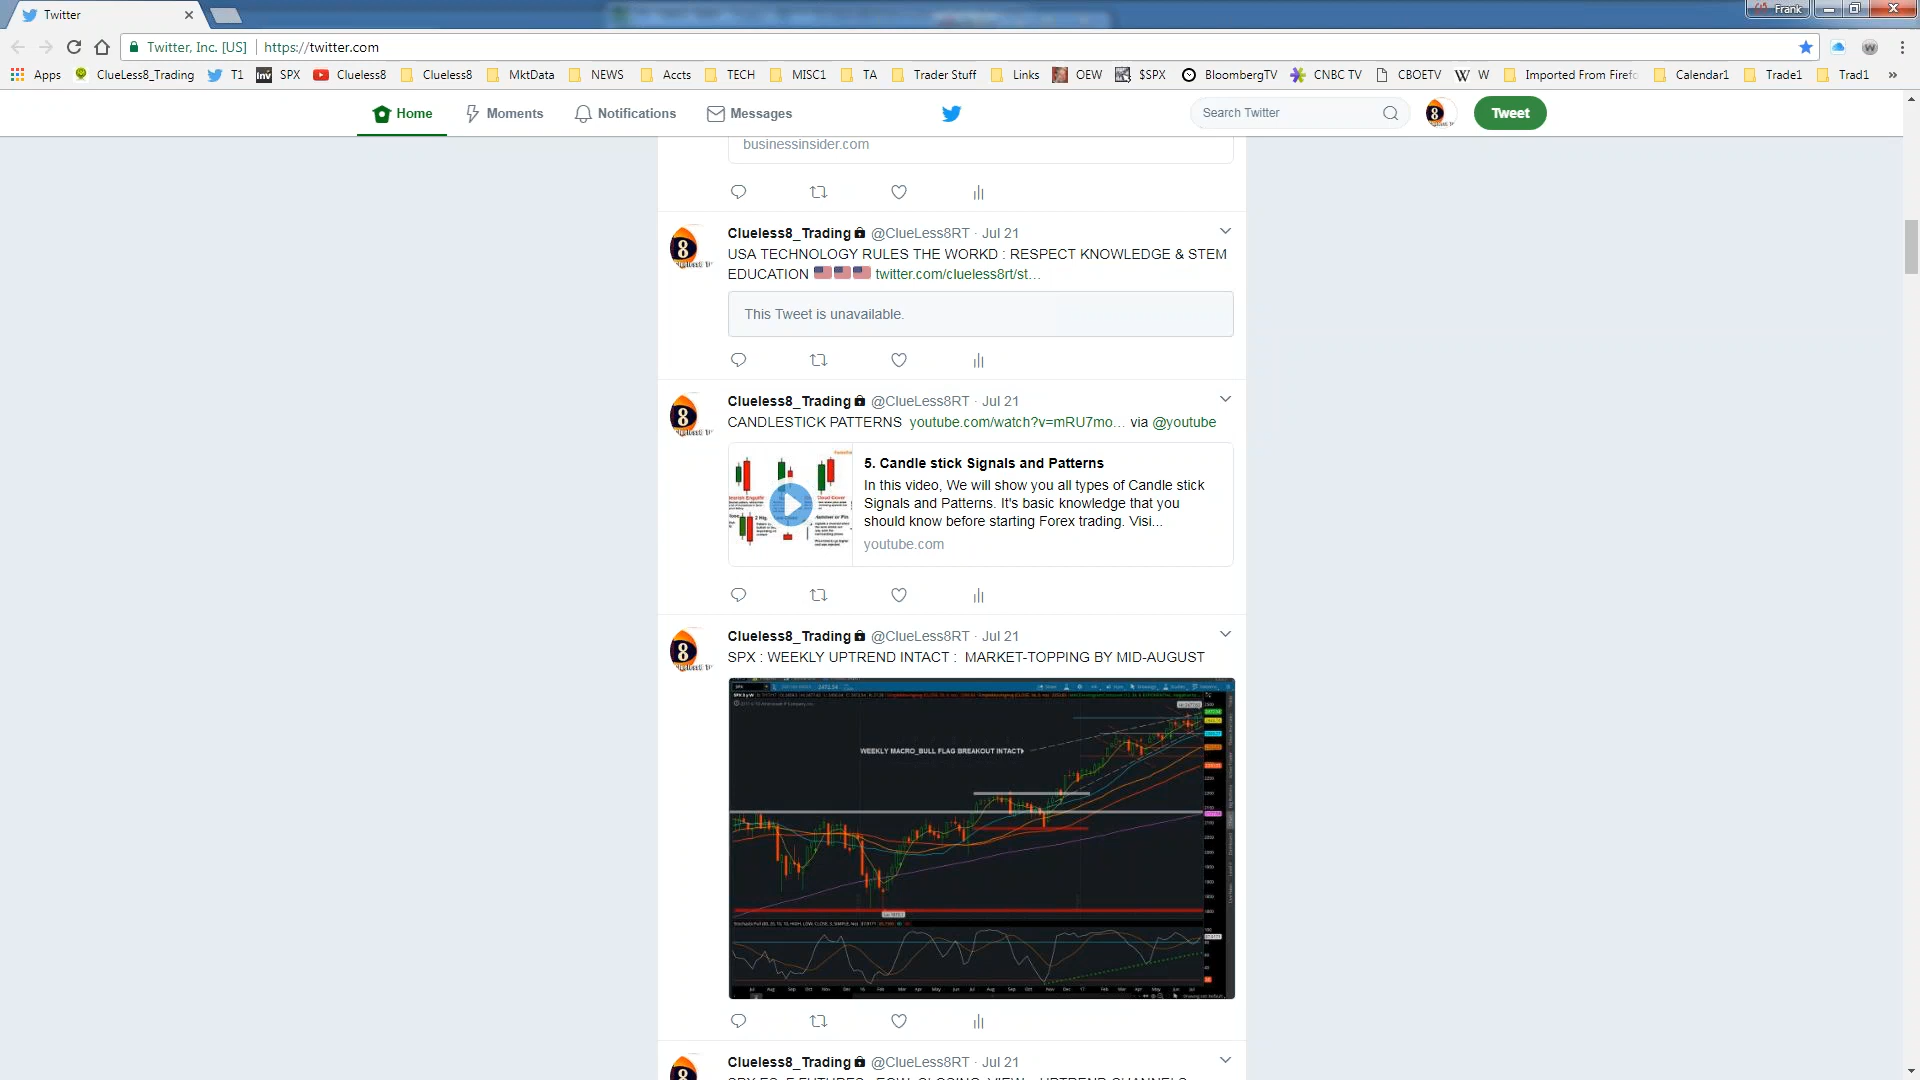 Twitter
Frank
Twitter, Inc. [US] https://twitter.com
Apps ClueLess8_Trading T1 SPX Clueless8 Clueless8 MktData NEWS Accts TECH MISC1 TA Trader Stuff Links OEW $SPX BloombergTV CNBC TV CBOETV W Imported From Firefo Calendar1 Trade1 Trad1 »
Home Moments Notifications Messages Search Twitter Tweet
businessinsider.com
Clueless8_Trading @ClueLess8RT · Jul 21
USA TECHNOLOGY RULES THE WORKD : RESPECT KNOWLEDGE & STEM
EDUCATION twitter.com/clueless8rt/st…
This Tweet is unavailable.
Clueless8_Trading @ClueLess8RT · Jul 21
CANDLESTICK PATTERNS youtube.com/watch?v=mRU7mo… via @youtube
5. Candle stick Signals and Patterns
In this video, We will show you all types of Candle stick
Signals and Patterns. It's basic knowledge that you
should know before starting Forex trading. Visi...
youtube.com
Clueless8_Trading @ClueLess8RT · Jul 21
SPX : WEEKLY UPTREND INTACT : MARKET-TOPPING BY MID-AUGUST
WEEKLY MACRO_BULL FLAG BREAKOUT INTACT
Clueless8_Trading @ClueLess8RT · Jul 21